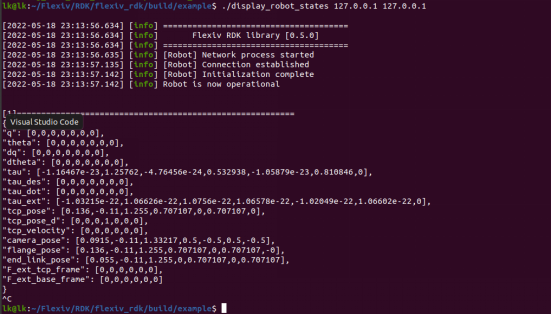 lk@lk:~/Flexiv/RDK/flexiv_rdk/build/example$ ./display_robot_states 127.0.0.1 127.0.0.1
[2022-05-18 23:13:56.634] [info] =====================================
[2022-05-18 23:13:56.634] [info] Flexiv RDK library [0.5.0]
[2022-05-18 23:13:56.634] [info] =====================================
[2022-05-18 23:13:56.635] [info] [Robot] Network process started
[2022-05-18 23:13:57.135] [info] [Robot] Connection established
[2022-05-18 23:13:57.142] [info] [Robot] Initialization complete
[2022-05-18 23:13:57.142] [info] Robot is now operational
[1]=====================================================
{ Visual Studio Code
"q": [0,0,0,0,0,0,0],
"theta": [0,0,0,0,0,0,0],
"dq": [0,0,0,0,0,0,0],
"dtheta": [0,0,0,0,0,0,0],
"tau": [-1.16467e-23,1.25762,-4.76456e-24,0.532938,-1.05879e-23,0.810846,0],
"tau_des": [0,0,0,0,0,0,0],
"tau_dot": [0,0,0,0,0,0,0],
"tau_ext": [-1.03215e-22,1.06626e-22,1.0756e-22,1.06578e-22,-1.02049e-22,1.06602e-22,0],
"tcp_pose": [0.136,-0.11,1.255,0.707107,0,0.707107,0],
"tcp_pose_d": [0,0,0,1,0,0,0],
"tcp_velocity": [0,0,0,0,0,0],
"camera_pose": [0.0915,-0.11,1.33217,0.5,-0.5,0.5,-0.5],
"flange_pose": [0.136,-0.11,1.255,0.707107,0,0.707107,-0],
"end_link_pose": [0.055,-0.11,1.255,0,0.707107,0,0.707107],
"F_ext_tcp_frame": [0,0,0,0,0,0],
"F_ext_base_frame": [0,0,0,0,0,0]
}
^C
lk@lk:~/Flexiv/RDK/flexiv_rdk/build/example$